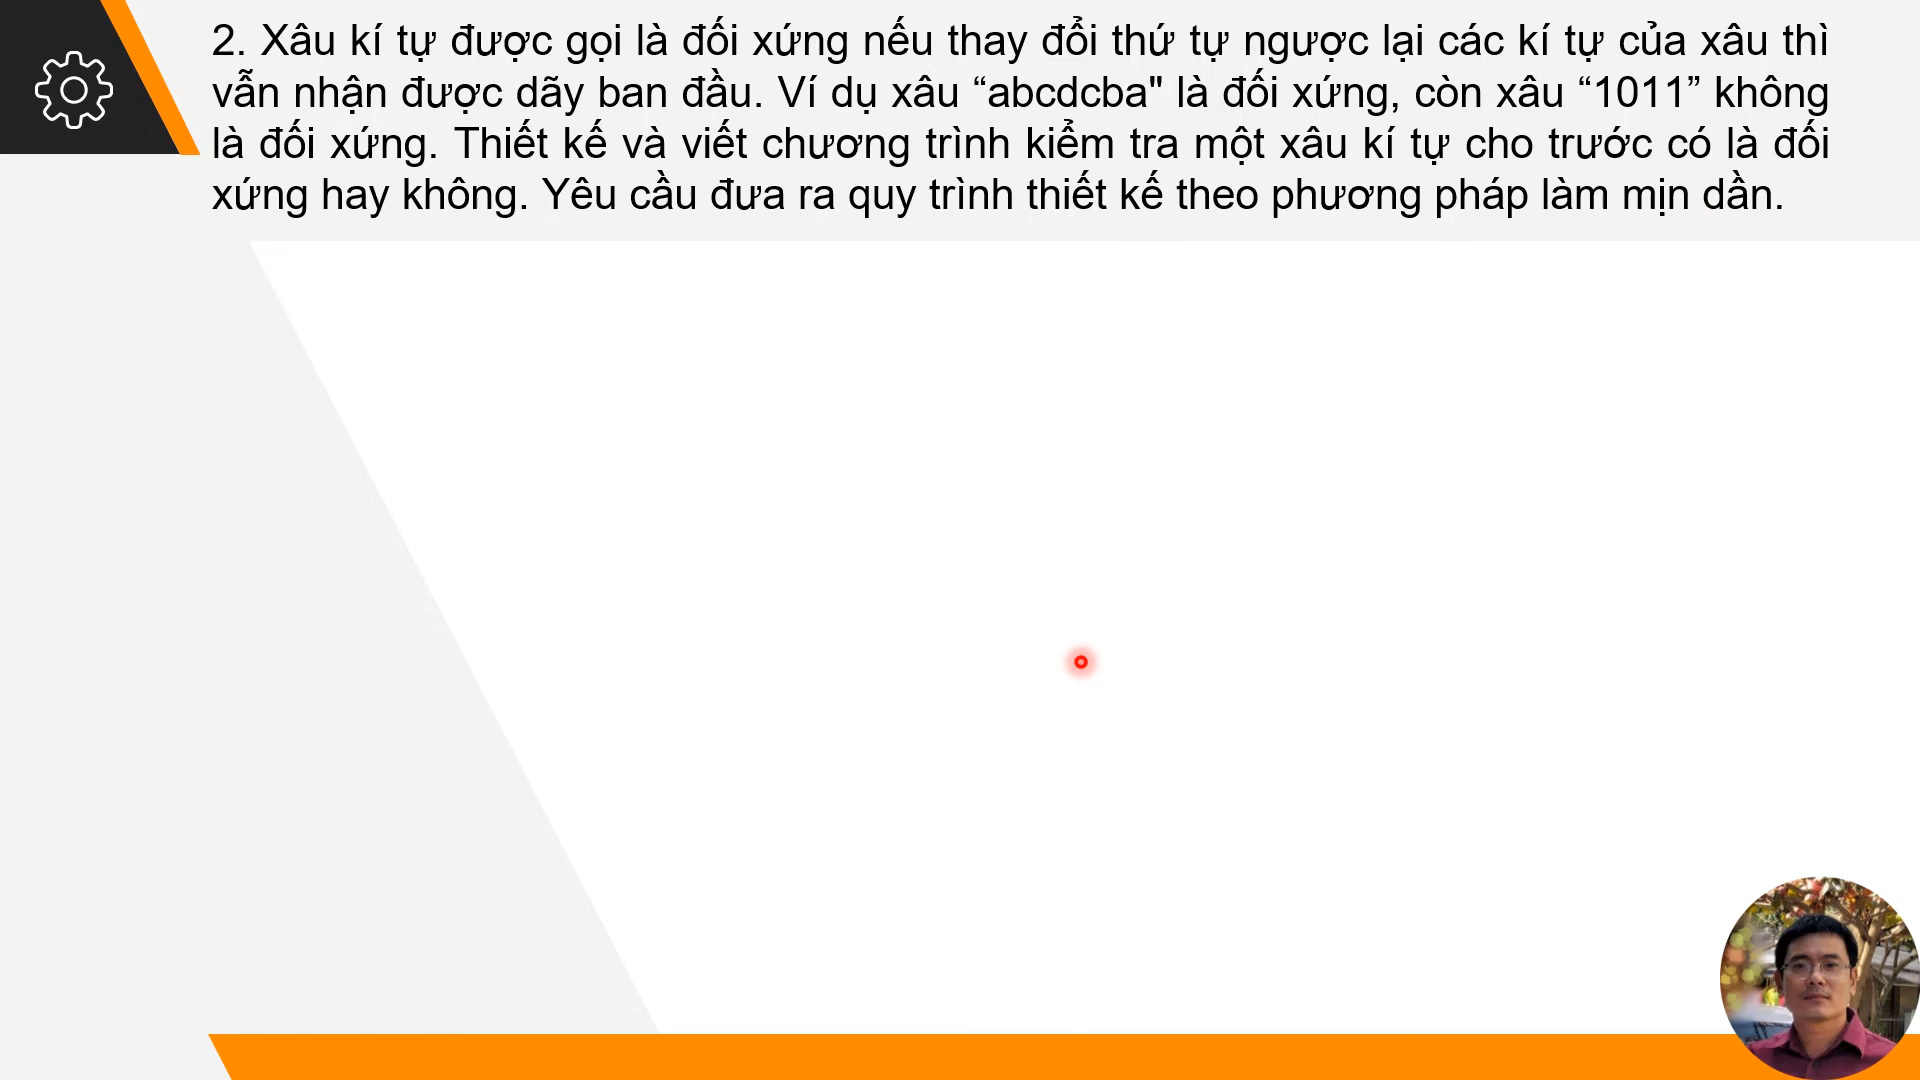 2. Xâu kí tự được gọi là đối xứng nếu thay đổi thứ tự ngược lại các kí tự của xâu thì
vẫn nhận được dãy ban đầu. Ví dụ xâu “abcdcba" là đối xứng, còn xâu “1011” không
là đối xứng. Thiết kế và viết chương trình kiểm tra một xâu kí tự cho trước có là đối
xứng hay không. Yêu cầu đưa ra quy trình thiết kế theo phương pháp làm mịn dần.